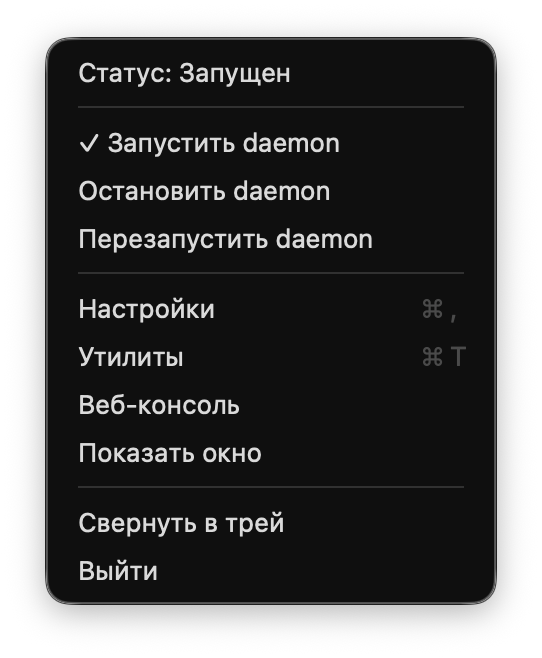 Статус: Запущен
✓ Запустить daemon
Остановить daemon
Перезапустить daemon
Настройки ⌘ ,
Утилиты ⌘ T
Веб-консоль
Показать окно
Свернуть в трей
Выйти